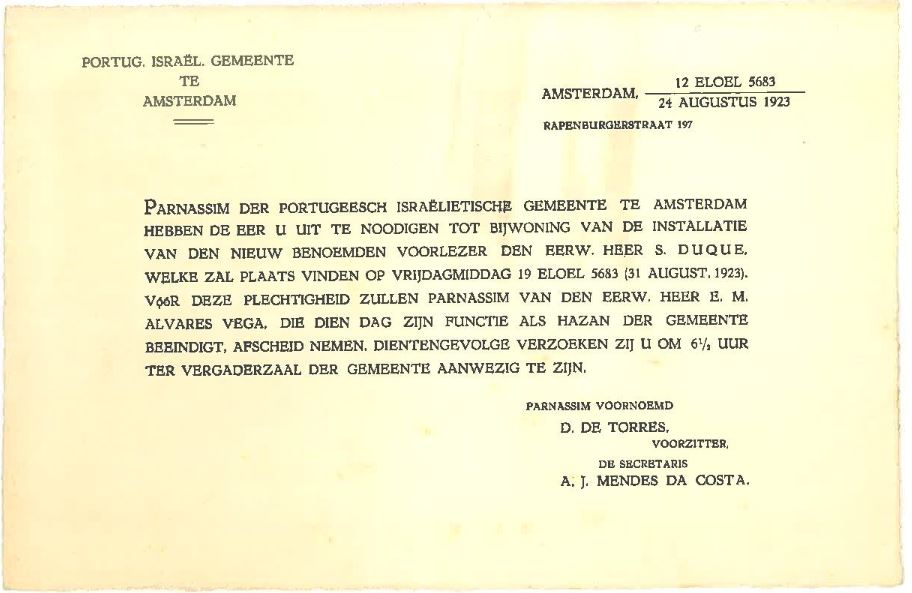 PORTUG. ISRAËL. GEMEENTE
TE
AMSTERDAM
AMSTERDAM, 12 ELOEL 5683
24 AUGUSTUS 1923
RAPENBURGERSTRAAT 197
PARNASSIM DER PORTUGEESCH ISRAËLIETISCHE GEMEENTE TE AMSTERDAM
HEBBEN DE EER U UIT TE NOODIGEN TOT BIJWONING VAN DE INSTALLATIE
VAN DEN NIEUW BENOEMDEN VOORLEZER DEN EERW. HEER S. DUQUE,
WELKE ZAL PLAATS VINDEN OP VRIJDAGMIDDAG 19 ELOEL 5683 (31 AUGUST. 1923).
VÓÓR DEZE PLECHTIGHEID ZULLEN PARNASSIM VAN DEN EERW. HEER E. M.
ALVARES VEGA, DIE DIEN DAG ZIJN FUNCTIE ALS HAZAN DER GEMEENTE
BEEINDIGT, AFSCHEID NEMEN. DIENTENGEVOLGE VERZOEKEN ZIJ U OM 6½ UUR
TER VERGADERZAAL DER GEMEENTE AANWEZIG TE ZIJN.
PARNASSIM VOORNOEMD
D. DE TORRES,
VOORZITTER,
DE SECRETARIS
A. J. MENDES DA COSTA.